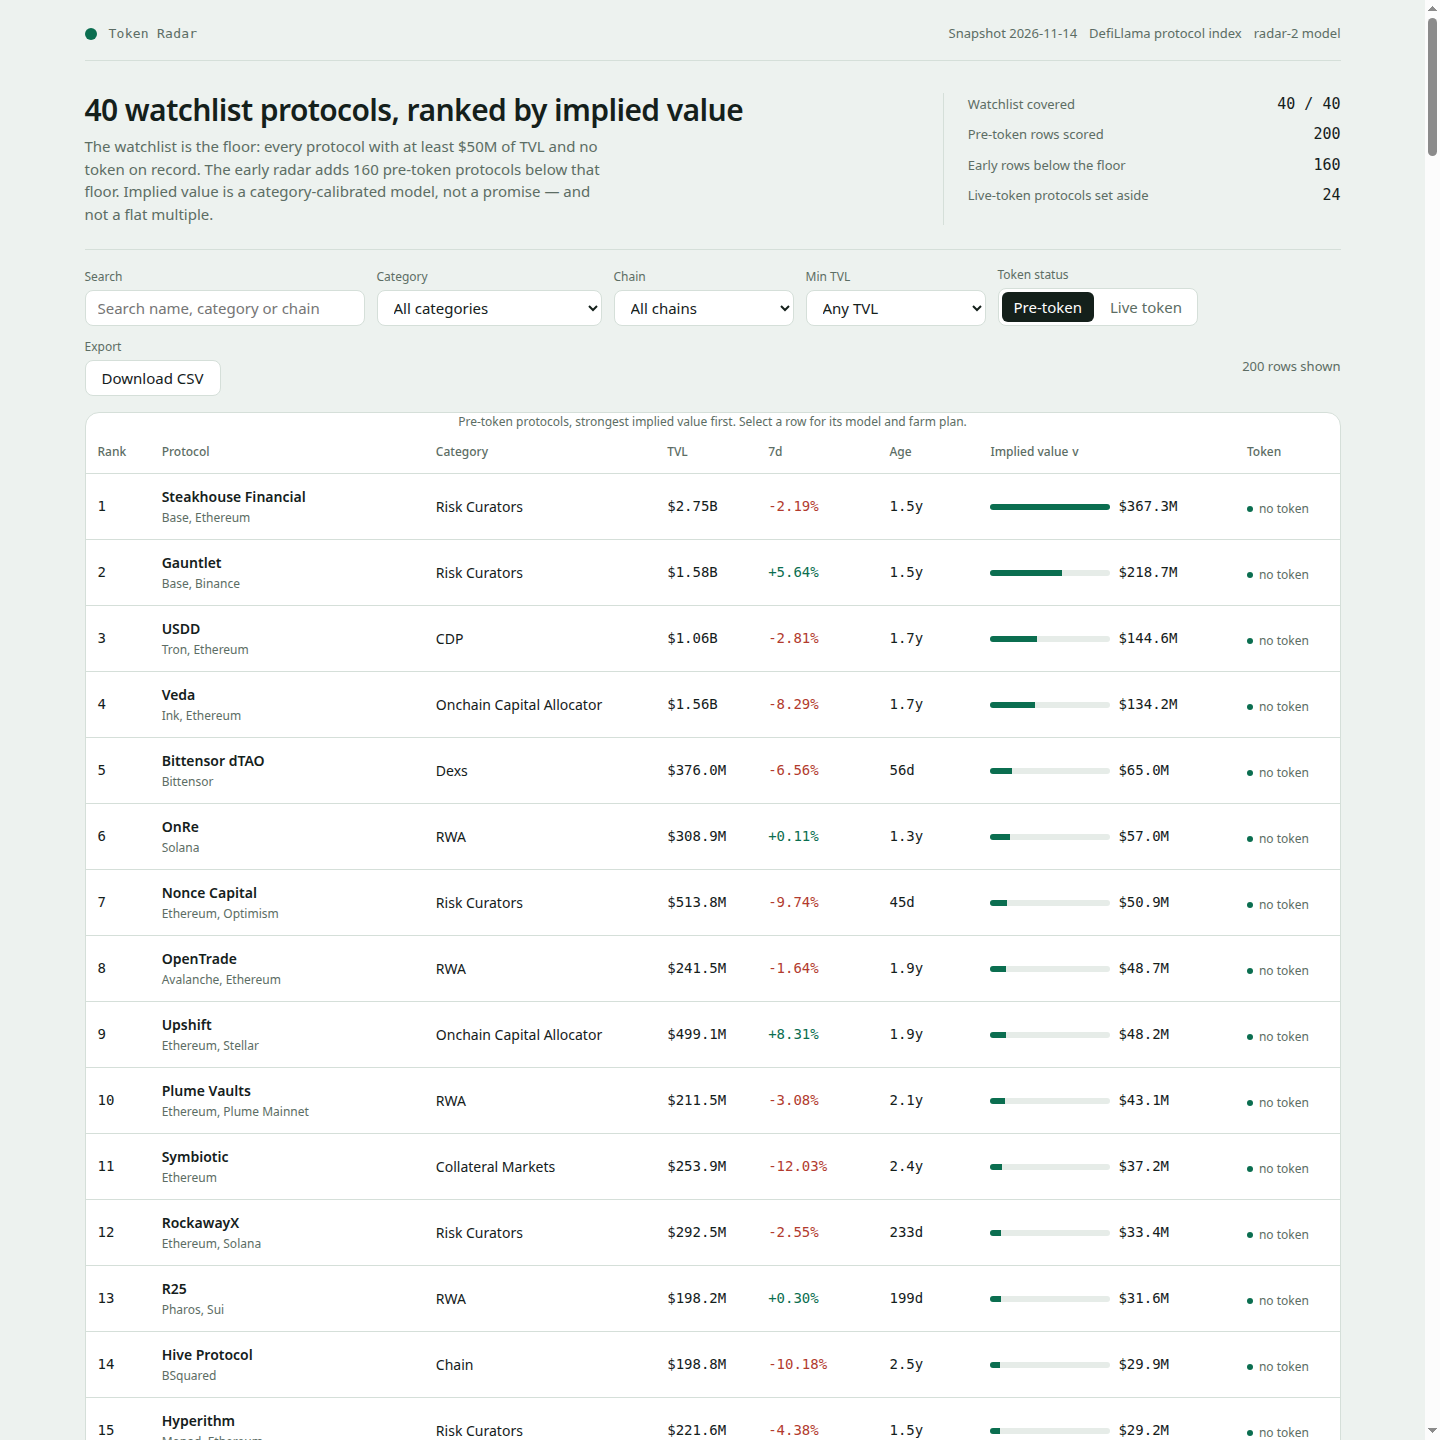 Token Radar
Snapshot 2026-11-14 DefiLlama protocol index radar-2 model
40 watchlist protocols, ranked by implied value
The watchlist is the floor: every protocol with at least $50M of TVL and no
token on record. The early radar adds 160 pre-token protocols below that
floor. Implied value is a category-calibrated model, not a promise — and
not a flat multiple.
Watchlist covered 40 / 40
Pre-token rows scored 200
Early rows below the floor 160
Live-token protocols set aside 24
Search Category Chain Min TVL Token status
Search name, category or chain All categories All chains Any TVL Pre-token Live token
Export
Download CSV
200 rows shown
Pre-token protocols, strongest implied value first. Select a row for its model and farm plan.
Rank Protocol Category TVL 7d Age Implied value v Token
1 Steakhouse Financial Risk Curators $2.75B -2.19% 1.5y $367.3M no token
Base, Ethereum
2 Gauntlet Risk Curators $1.58B +5.64% 1.5y $218.7M no token
Base, Binance
3 USDD CDP $1.06B -2.81% 1.7y $144.6M no token
Tron, Ethereum
4 Veda Onchain Capital Allocator $1.56B -8.29% 1.7y $134.2M no token
Ink, Ethereum
5 Bittensor dTAO Dexs $376.0M -6.56% 56d $65.0M no token
Bittensor
6 OnRe RWA $308.9M +0.11% 1.3y $57.0M no token
Solana
7 Nonce Capital Risk Curators $513.8M -9.74% 45d $50.9M no token
Ethereum, Optimism
8 OpenTrade RWA $241.5M -1.64% 1.9y $48.7M no token
Avalanche, Ethereum
9 Upshift Onchain Capital Allocator $499.1M +8.31% 1.9y $48.2M no token
Ethereum, Stellar
10 Plume Vaults RWA $211.5M -3.08% 2.1y $43.1M no token
Ethereum, Plume Mainnet
11 Symbiotic Collateral Markets $253.9M -12.03% 2.4y $37.2M no token
Ethereum
12 RockawayX Risk Curators $292.5M -2.55% 233d $33.4M no token
Ethereum, Solana
13 R25 RWA $198.2M +0.30% 199d $31.6M no token
Pharos, Sui
14 Hive Protocol Chain $198.8M -10.18% 2.5y $29.9M no token
BSquared
15 Hyperithm Risk Curators $221.6M -4.38% 1.5y $29.2M no token